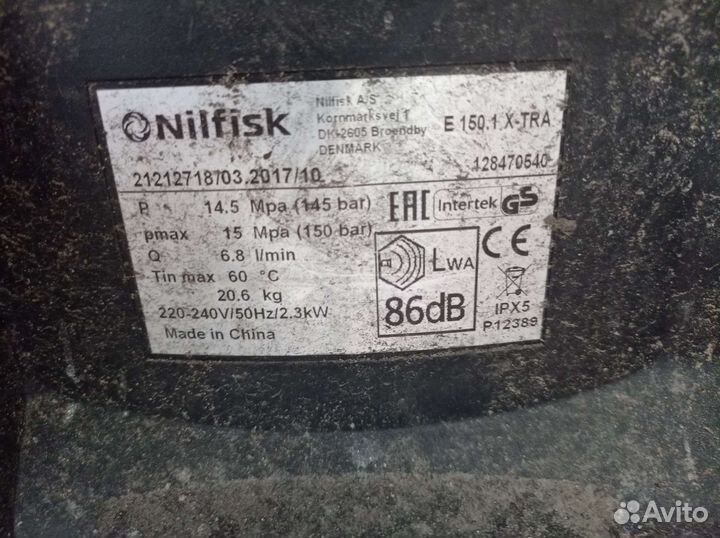 Nilfisk
Nilfisk A/S
Kornmarksvej 1
DK-2605 Broendby
DENMARK
E 150.1 X-TRA
21212718/03.2017/10
128470540
P 14.5 Mpa (145 bar)
pmax 15 Mpa (150 bar)
Q 6.8 l/min
Tin max 60 °C
20.6 kg
220-240V/50Hz/2.3kW
Made in China
EAC
Intertek GS
LWA
86dB
CE
IPX5
P12389
Avito